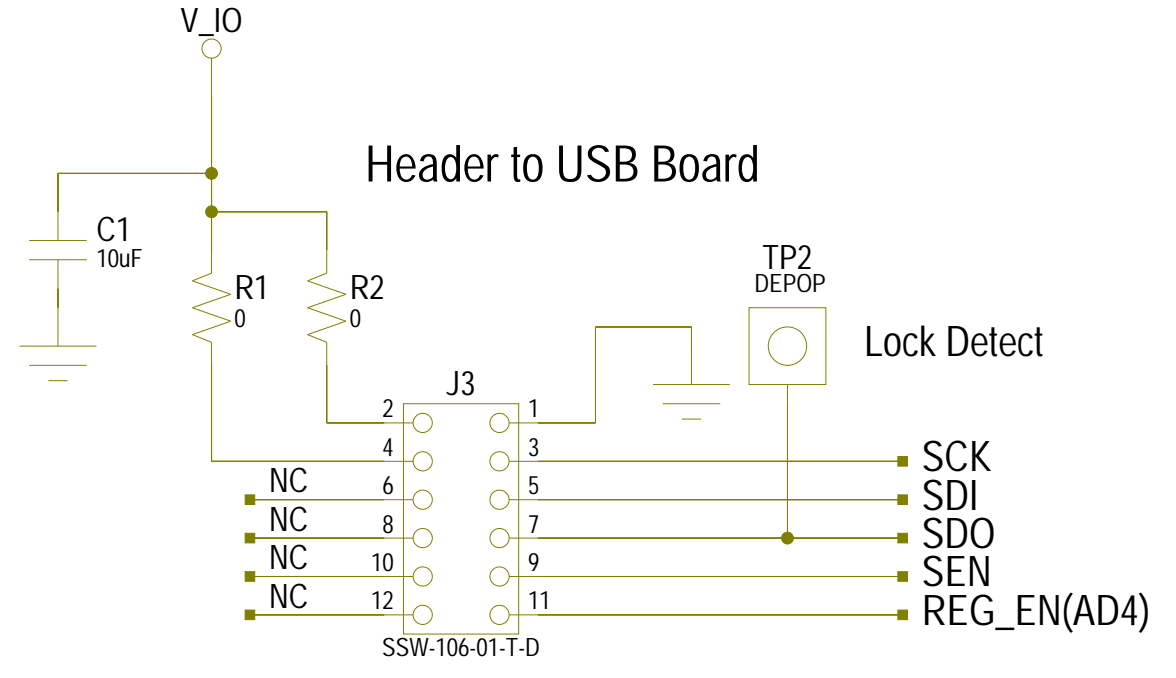 V_IO
Header to USB Board
C1
10uF
TP2
DEPOP
R1
0
R2
0
Lock Detect
J3
2
1
4
3
SCK
NC
6
5
SDI
NC
8
7
SDO
NC
10
9
SEN
NC
12
11
REG_EN(AD4)
SSW-106-01-T-D